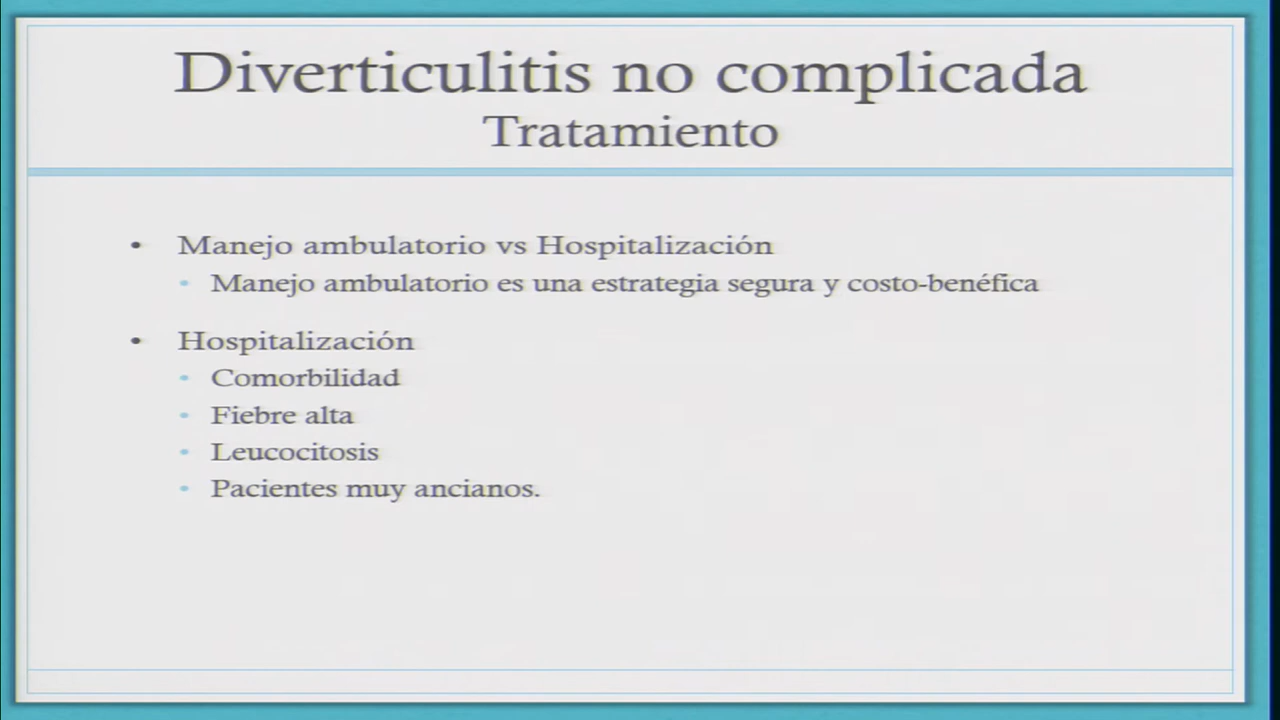 Diverticulitis no complicada
Tratamiento
• Manejo ambulatorio vs Hospitalización
• Manejo ambulatorio es una estrategia segura y costo-benéfica
• Hospitalización
• Comorbilidad
• Fiebre alta
• Leucocitosis
• Pacientes muy ancianos.